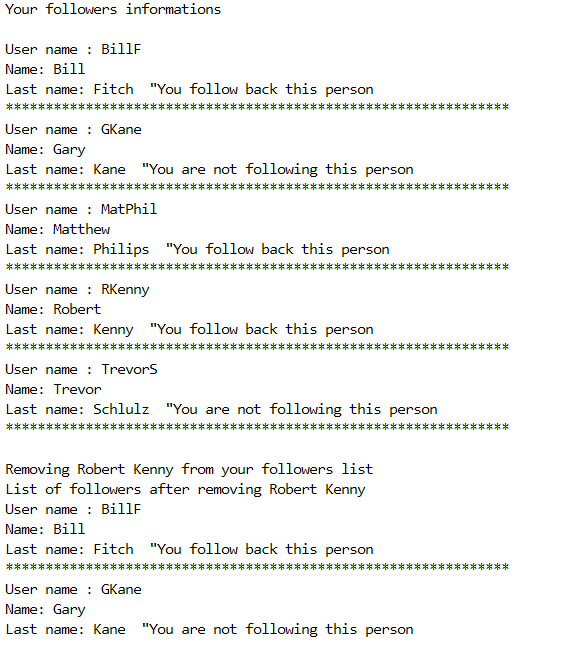 Your followers informations
User name : BillF
Name: Bill
Last name: Fitch  "You follow back this person
***************************************************************
User name : GKane
Name: Gary
Last name: Kane  "You are not following this person
***************************************************************
User name : MatPhil
Name: Matthew
Last name: Philips  "You follow back this person
***************************************************************
User name : RKenny
Name: Robert
Last name: Kenny  "You follow back this person
***************************************************************
User name : TrevorS
Name: Trevor
Last name: Schlulz  "You are not following this person
***************************************************************
Removing Robert Kenny from your followers list
List of followers after removing Robert Kenny
User name : BillF
Name: Bill
Last name: Fitch  "You follow back this person
***************************************************************
User name : GKane
Name: Gary
Last name: Kane  "You are not following this person